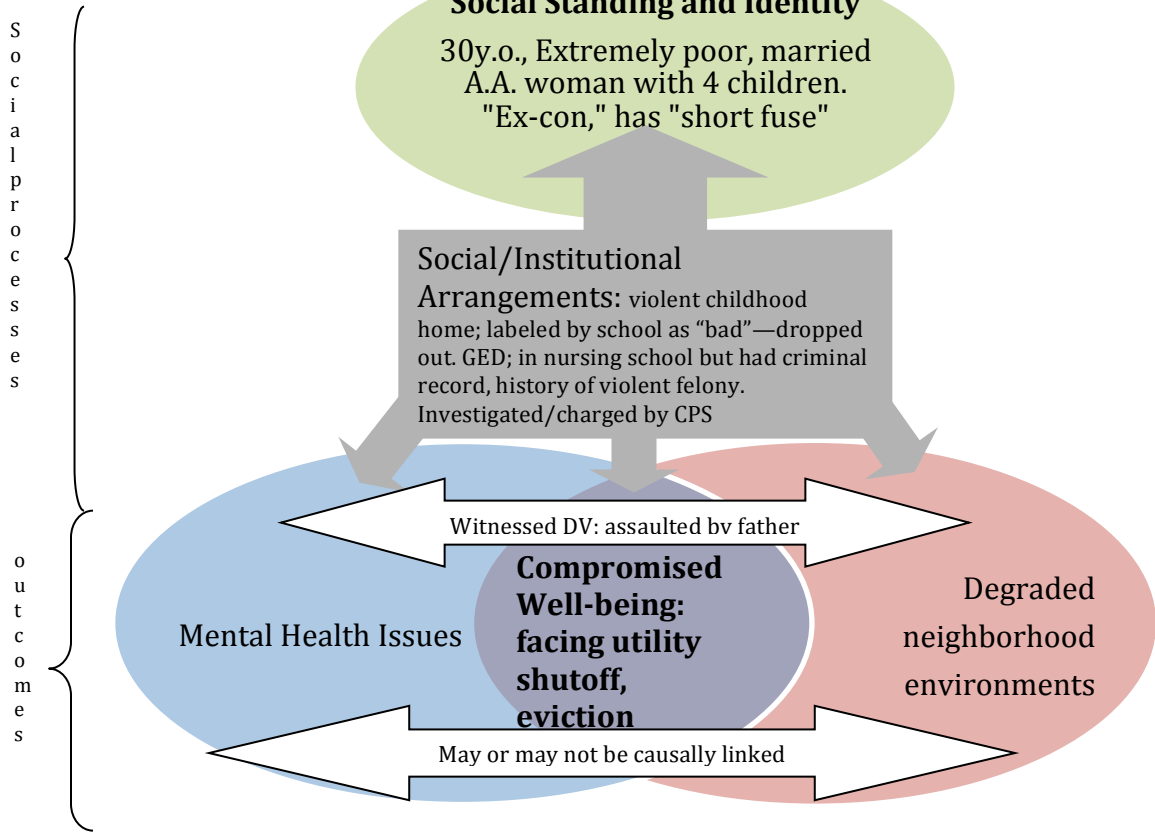 Social Standing and Identity
30y.o., Extremely poor, married
A.A. woman with 4 children.
"Ex-con," has "short fuse"
Socialprocesses
Social/Institutional
Arrangements: violent childhood
home; labeled by school as “bad”—dropped
out. GED; in nursing school but had criminal
record, history of violent felony.
Investigated/charged by CPS
Witnessed DV: assaulted by father
outcomes
Mental Health Issues
Compromised
Well-being:
facing utility
shutoff,
eviction
Degraded
neighborhood
environments
May or may not be causally linked